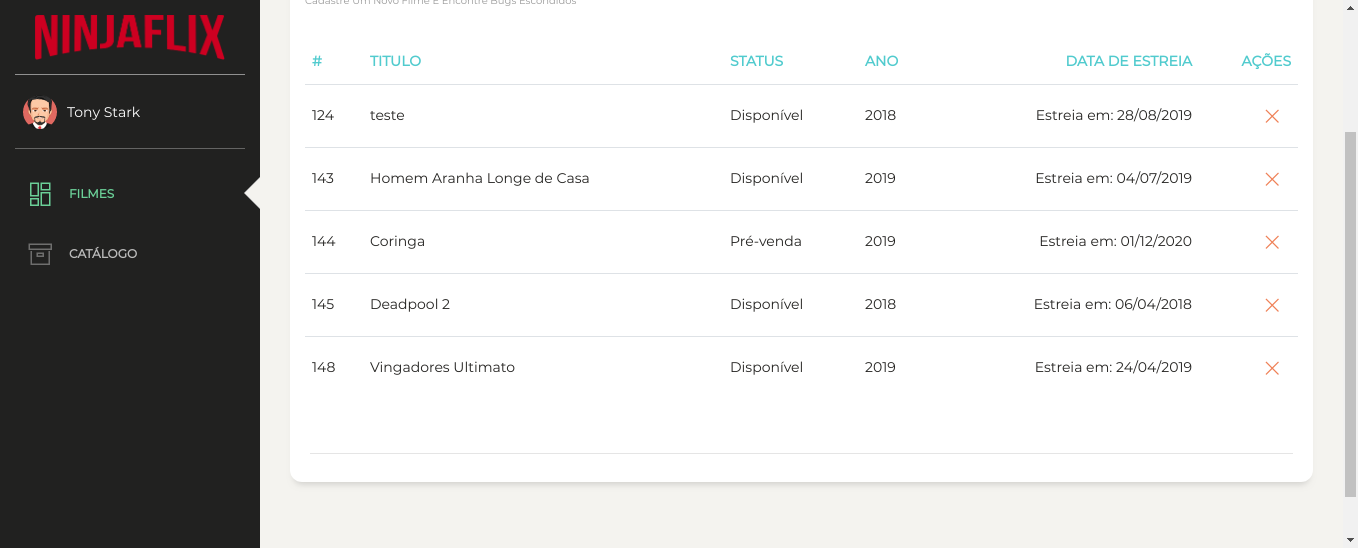 Cadastre Um Novo Filme E Encontre Bugs Escondidos
NINJAFLIX
Tony Stark
FILMES
CATÁLOGO
# TITULO STATUS ANO DATA DE ESTREIA AÇÕES
124 teste Disponível 2018 Estreia em: 28/08/2019
143 Homem Aranha Longe de Casa Disponível 2019 Estreia em: 04/07/2019
144 Coringa Pré-venda 2019 Estreia em: 01/12/2020
145 Deadpool 2 Disponível 2018 Estreia em: 06/04/2018
148 Vingadores Ultimato Disponível 2019 Estreia em: 24/04/2019